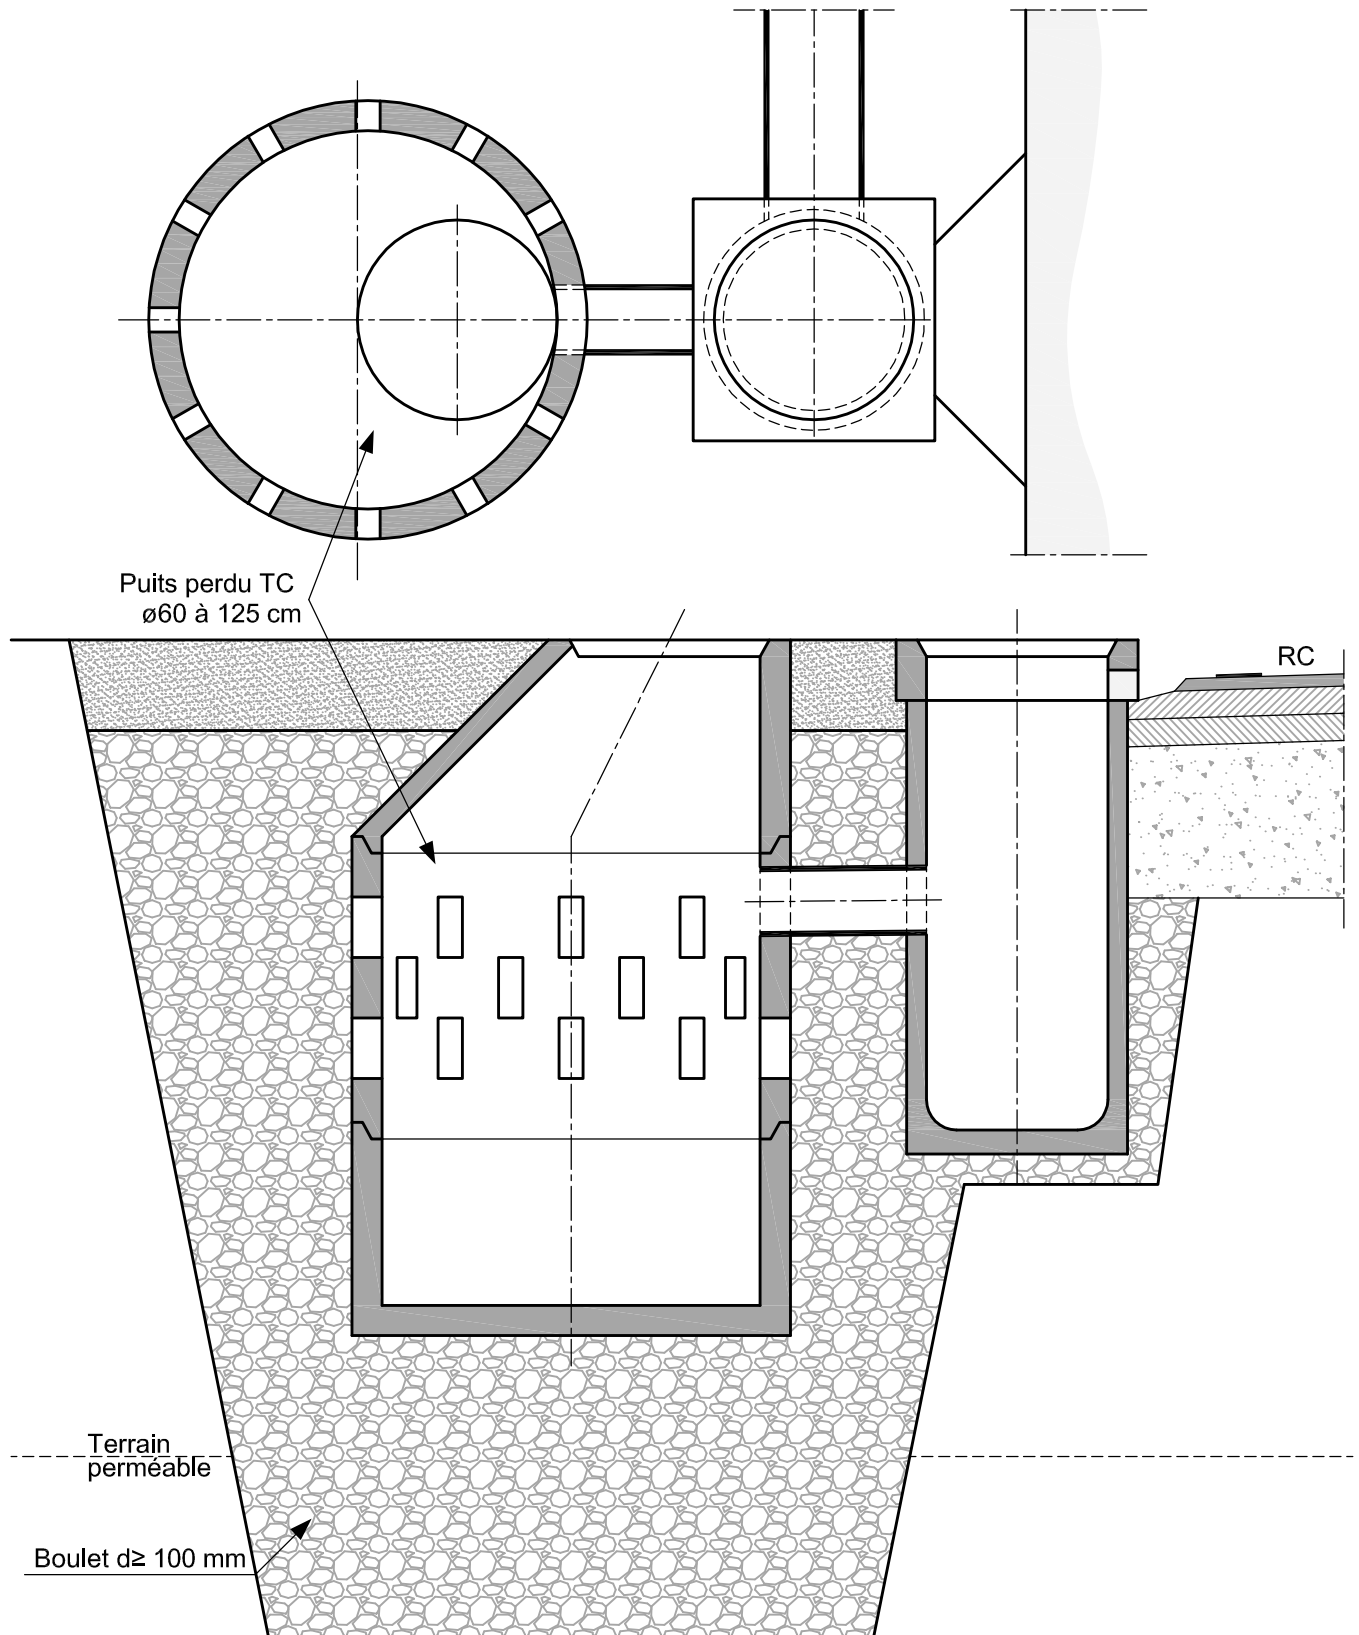 Puits perdu TC
ø60 à 125 cm
RC
Terrain
perméable
Boulet d≥ 100 mm